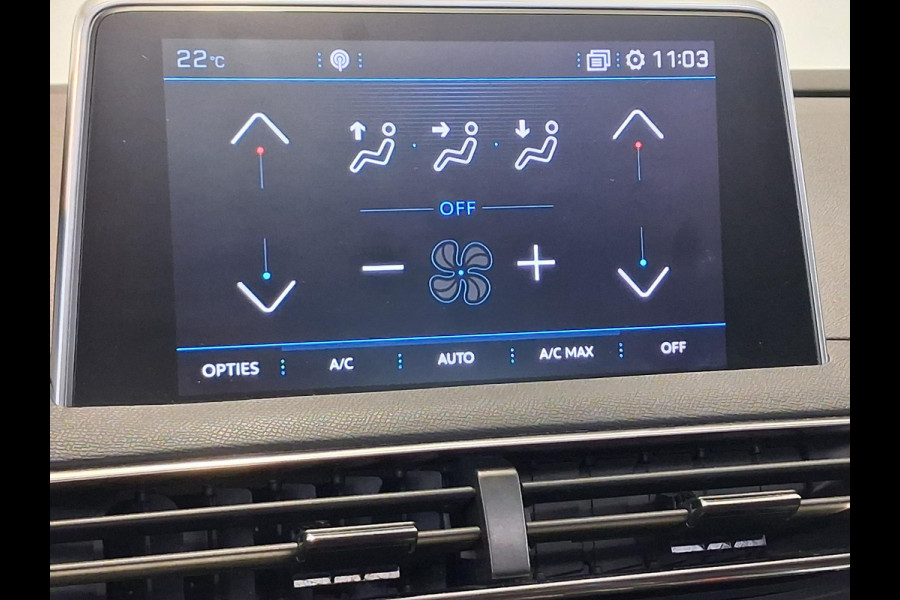 22°C 11:03
OFF
OPTIES A/C AUTO A/C MAX OFF